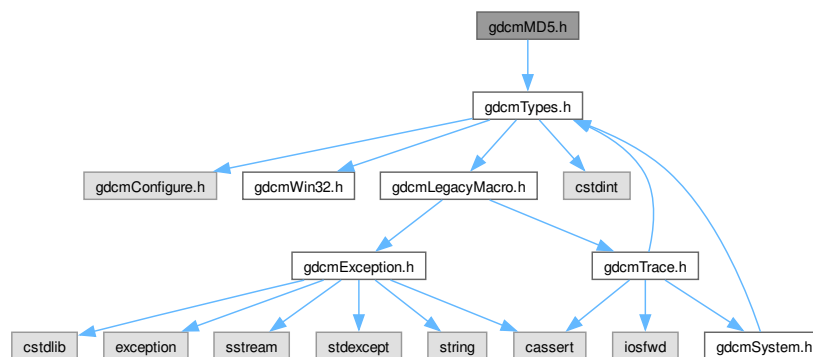 gdcmMD5.h
gdcmTypes.h
gdcmConfigure.h
gdcmWin32.h
gdcmLegacyMacro.h
cstdint
gdcmException.h
gdcmTrace.h
cstdlib
exception
sstream
stdexcept
string
cassert
iosfwd
gdcmSystem.h